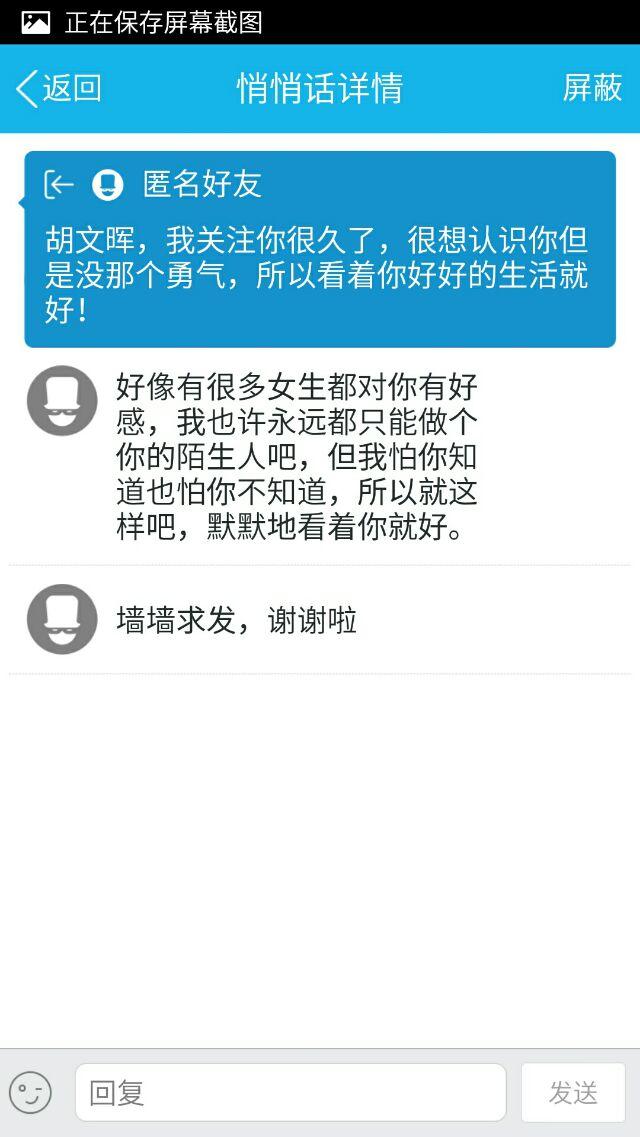 正在保存屏幕截图
返回
悄悄话详情
屏蔽
匿名好友
胡文晖，我关注你很久了，很想认识你但
是没那个勇气，所以看着你好好的生活就
好！
好像有很多女生都对你有好
感，我也许永远都只能做个
你的陌生人吧，但我怕你知
道也怕你不知道，所以就这
样吧，默默地看着你就好。
墙墙求发，谢谢啦
回复
发送